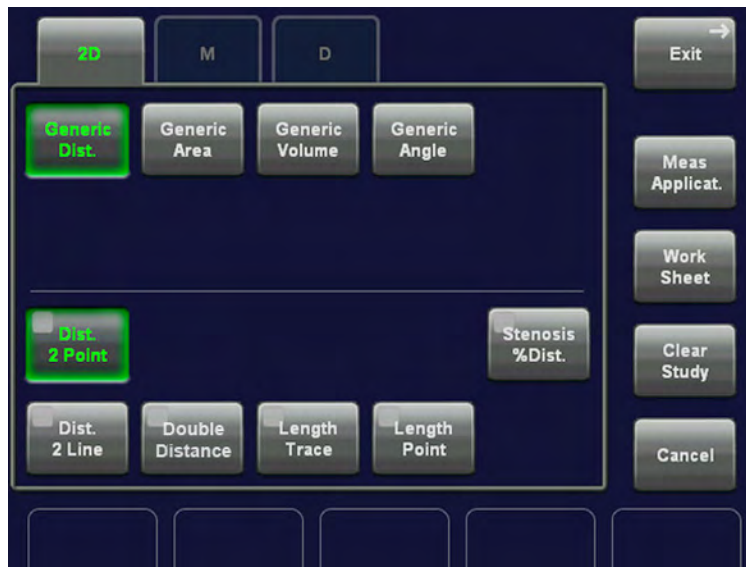 2D
M
D
Exit
Generic
Dist.
Generic
Area
Generic
Volume
Generic
Angle
Meas
Applicat.
Work
Sheet
Dist.
2 Point
Stenosis
%Dist.
Clear
Study
Dist.
2 Line
Double
Distance
Length
Trace
Length
Point
Cancel